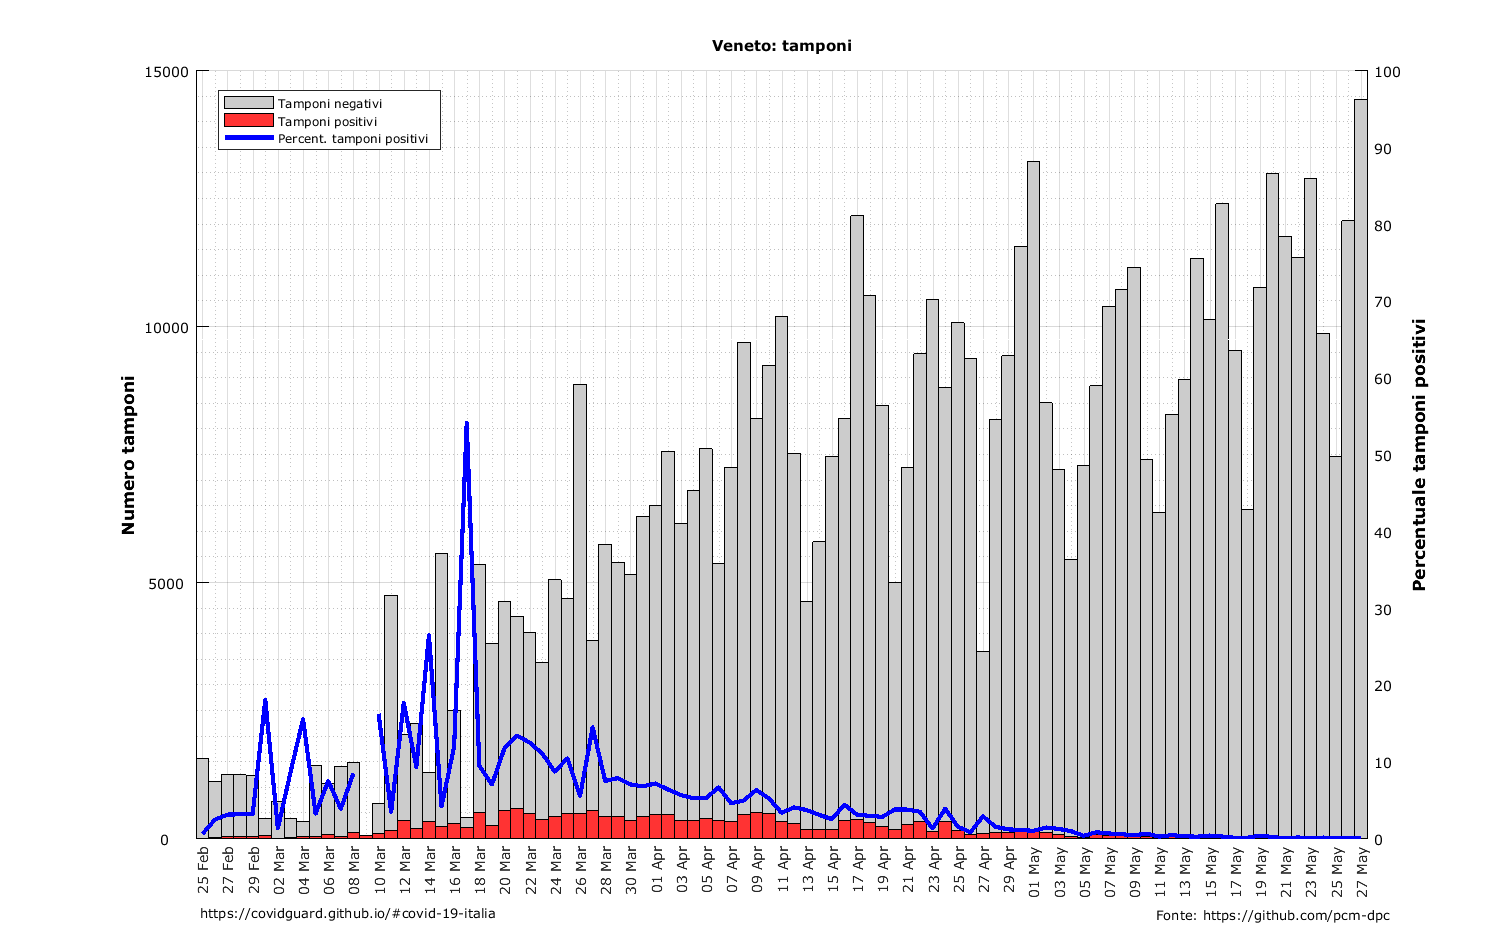 Veneto: tamponi
15000
10000
5000
0
Numero tamponi
Tamponi negativi
Tamponi positivi
Percent. tamponi positivi
100
90
80
70
60
50
40
30
20
10
0
Percentuale tamponi positivi
25 Feb
27 Feb
29 Feb
02 Mar
04 Mar
06 Mar
08 Mar
10 Mar
12 Mar
14 Mar
16 Mar
18 Mar
20 Mar
22 Mar
24 Mar
26 Mar
28 Mar
30 Mar
01 Apr
03 Apr
05 Apr
07 Apr
09 Apr
11 Apr
13 Apr
15 Apr
17 Apr
19 Apr
21 Apr
23 Apr
25 Apr
27 Apr
29 Apr
01 May
03 May
05 May
07 May
09 May
11 May
13 May
15 May
17 May
19 May
21 May
23 May
25 May
27 May
https://covidguard.github.io/#covid-19-italia
Fonte: https://github.com/pcm-dpc